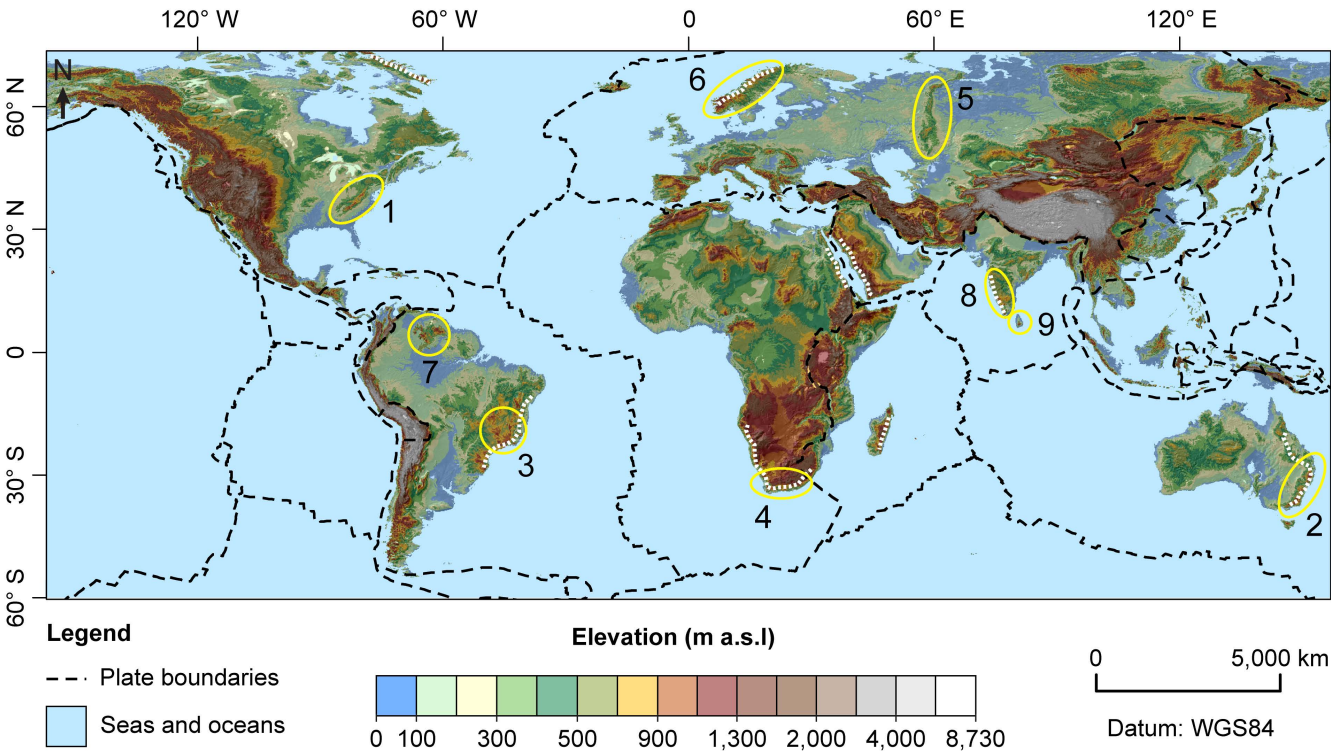 120° W 60° W 0 60° E 120° E
N
60° N
30° N
0
30° S
60° S
1
2
3
4
5
6
7
8
9
Legend
Plate boundaries
Seas and oceans
Elevation (m a.s.l)
0 100 300 500 900 1,300 2,000 4,000 8,730
0 5,000 km
Datum: WGS84